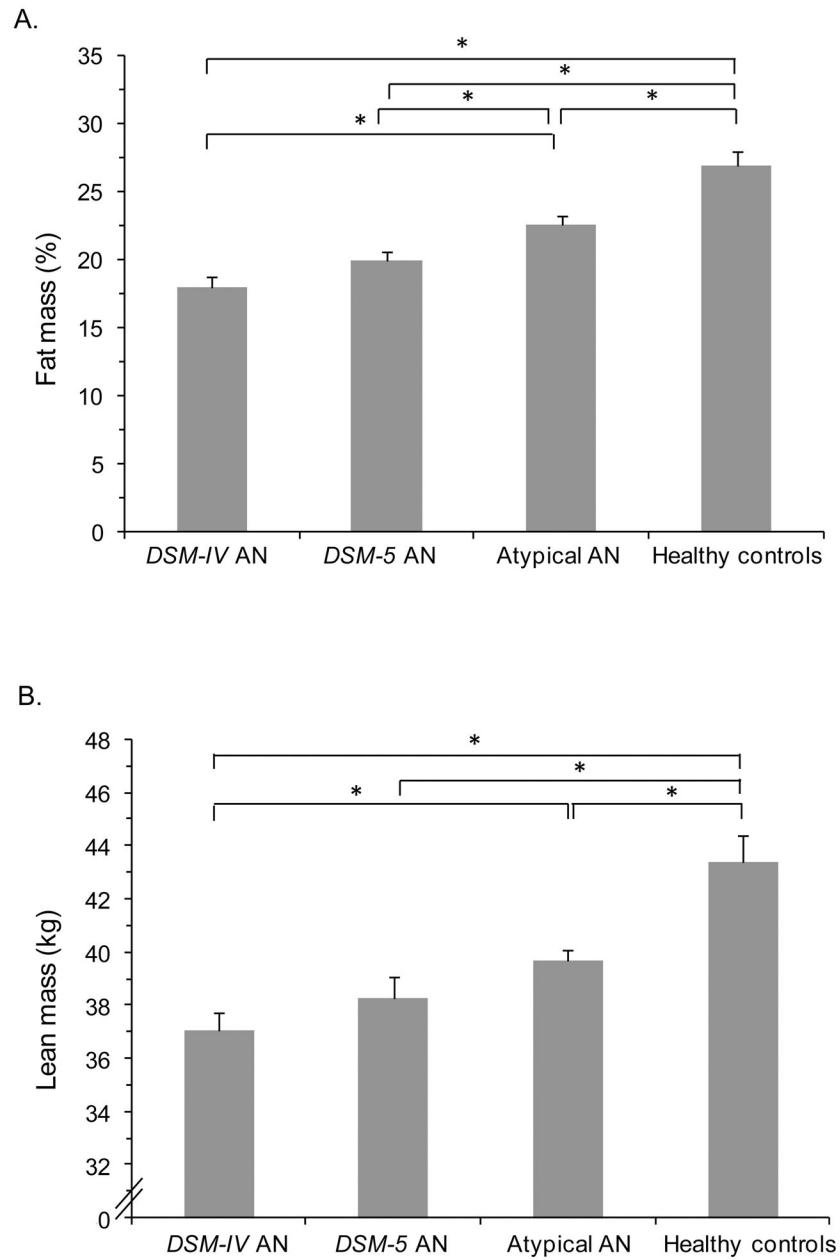 A.
*
35
*
30
*
*
*
25
20
15
10
5
0
Fat mass (%)
DSM-IV AN
DSM-5 AN
Atypical AN
Healthy controls
B.
48
*
46
*
*
*
44
42
40
38
36
34
32
0
Lean mass (kg)
DSM-IV AN
DSM-5 AN
Atypical AN
Healthy controls